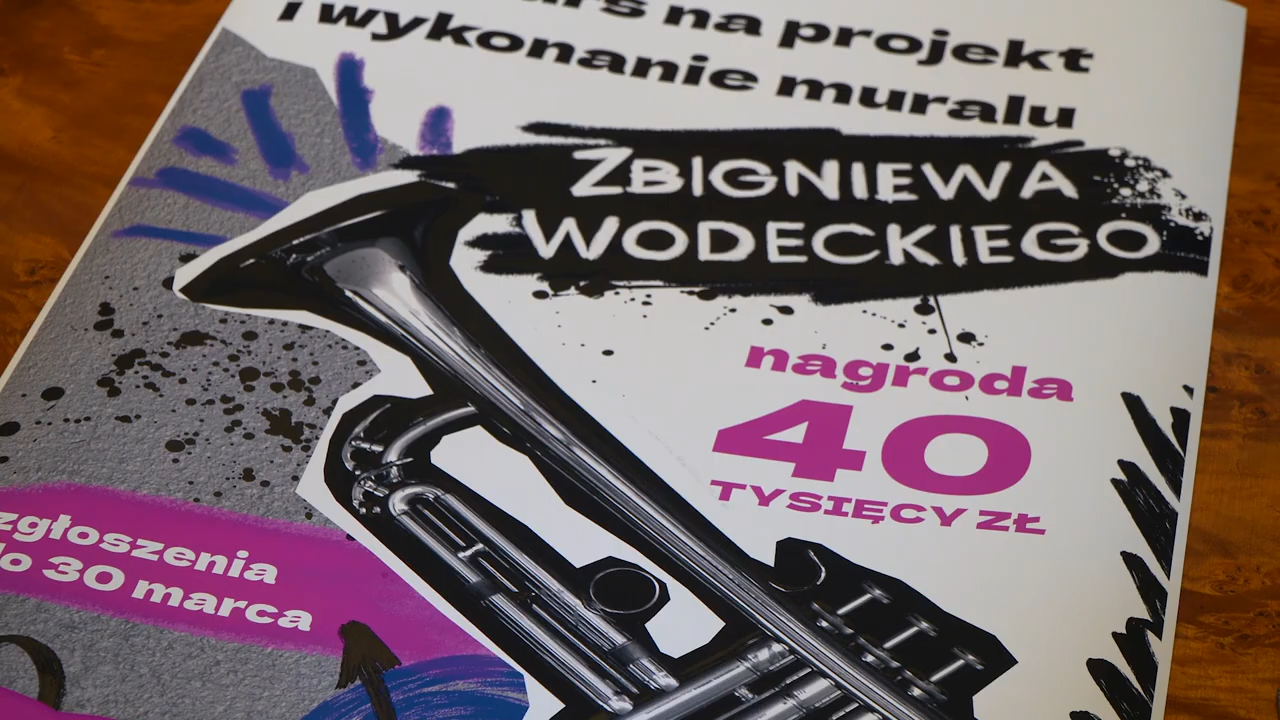 na projekt
i wykonanie muralu
ZBIGNIEWA
WODECKIEGO
nagroda
40
TYSIĘCY ZŁ
zgłoszenia
do 30 marca